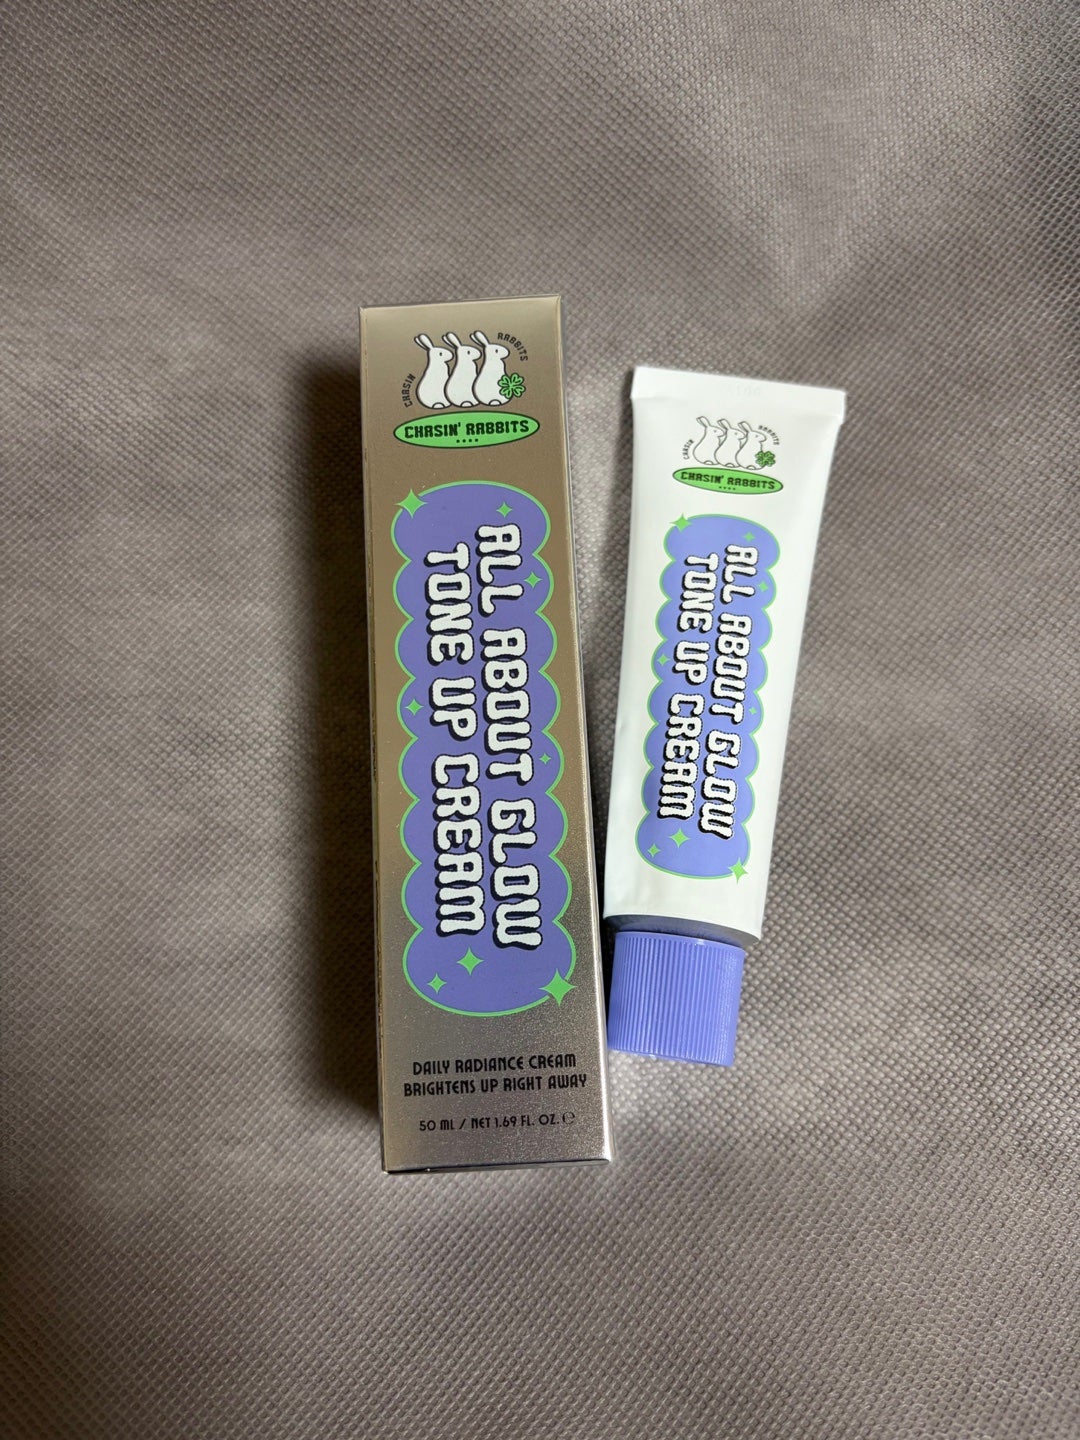 CHASIN RABBITS
CHASIN' RABBITS
ALL ABOUT GLOW
TONE UP CREAM
DAILY RADIANCE CREAM
BRIGHTENS UP RIGHT AWAY
50 ML / NET 1.69 FL. OZ. ℮
CHASIN RABBITS
CHASIN' RABBITS
ALL ABOUT GLOW
TONE UP CREAM